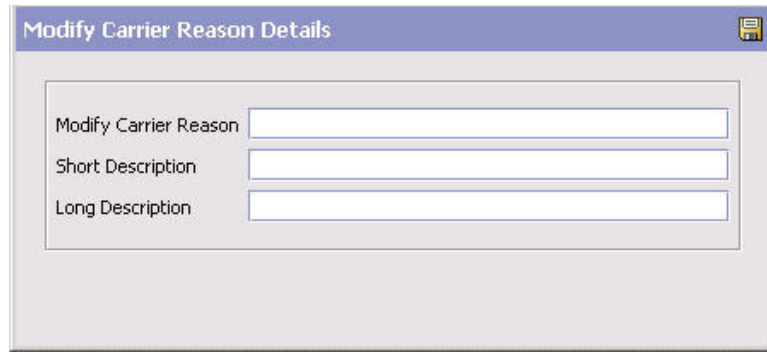 Modify Carrier Reason Details
Modify Carrier Reason
Short Description
Long Description